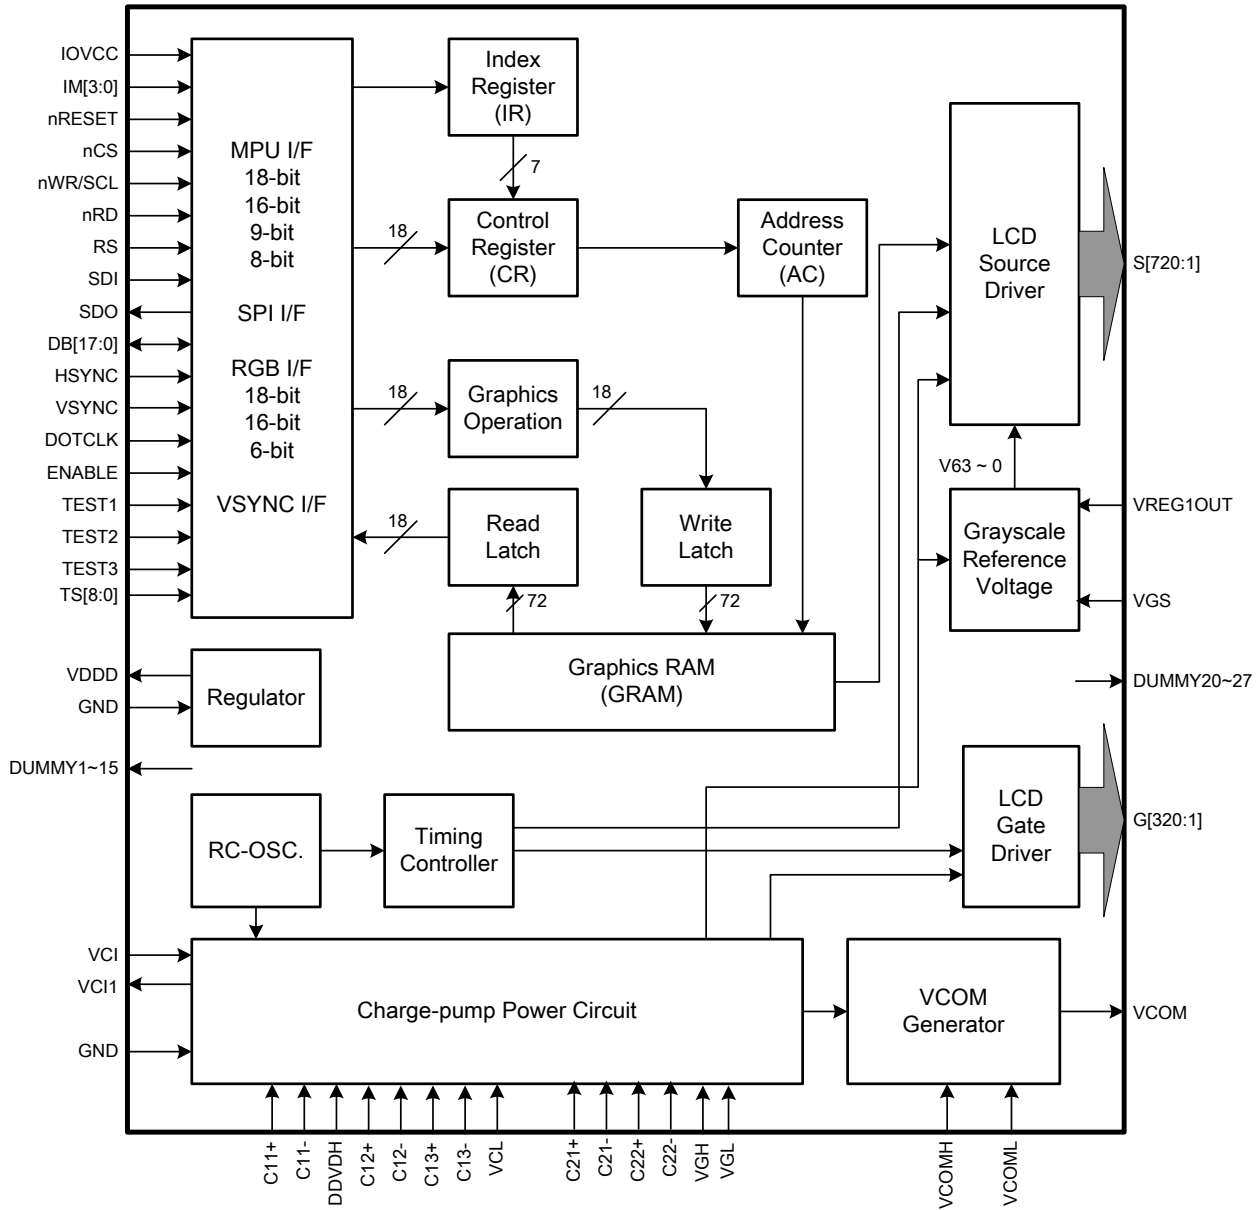 IOVCC
IM[3:0]
nRESET
nCS
nWR/SCL
nRD
RS
SDI
SDO
DB[17:0]
HSYNC
VSYNC
DOTCLK
ENABLE
TEST1
TEST2
TEST3
TS[8:0]
VDDD
GND
DUMMY1~15
VCI
VCI1
GND
MPU I/F
18-bit
16-bit
9-bit
8-bit
SPI I/F
RGB I/F
18-bit
16-bit
6-bit
VSYNC I/F
Index
Register
(IR)
7
18
Control
Register
(CR)
Address
Counter
(AC)
18
Graphics
Operation
18
18
Read
Latch
Write
Latch
72
72
Graphics RAM
(GRAM)
Regulator
RC-OSC.
Timing
Controller
Charge-pump Power Circuit
VCOM
Generator
LCD
Source
Driver
V63 ~ 0
Grayscale
Reference
Voltage
LCD
Gate
Driver
S[720:1]
VREG1OUT
VGS
DUMMY20~27
G[320:1]
VCOM
C11+
C11-
DDVDH
C12+
C12-
C13+
C13-
VCL
C21+
C21-
C22+
C22-
VGH
VGL
VCOMH
VCOML